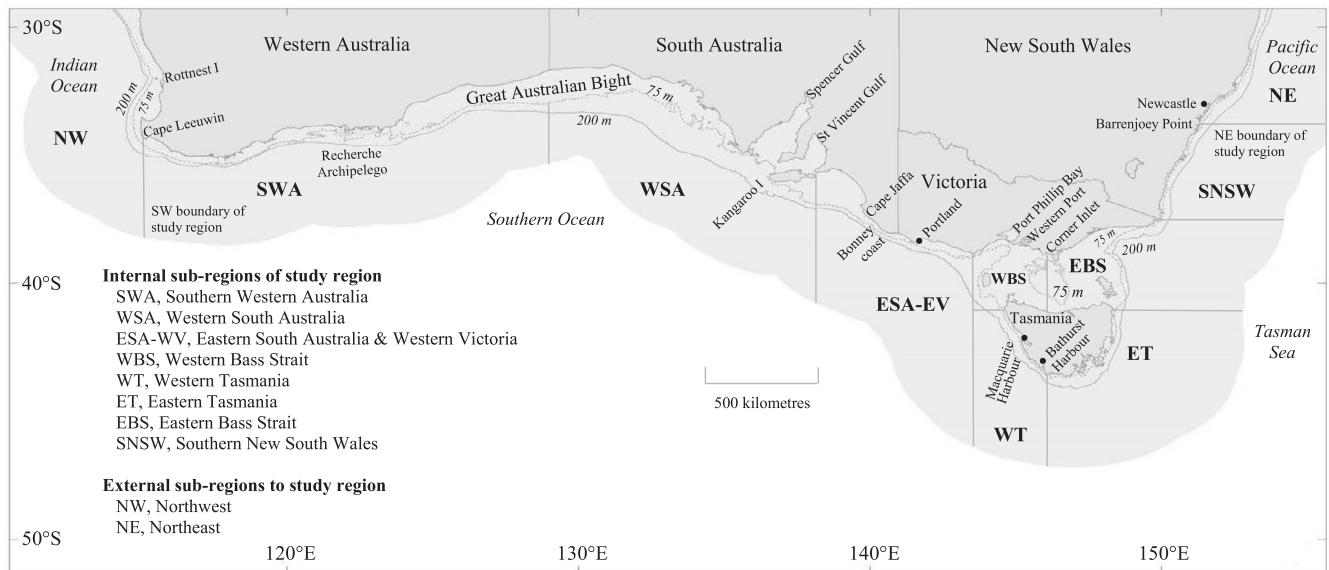 30°S
40°S
50°S
120°E
130°E
140°E
150°E
Western Australia
South Australia
New South Wales
Victoria
Tasmania
Indian
Ocean
Pacific
Ocean
Southern Ocean
Tasman
Sea
NW
NE
SWA
WSA
ESA-EV
WBS
EBS
WT
ET
SNSW
Rottnest I
200 m
75 m
Cape Leeuwin
SW boundary of
study region
Recherche
Archipelego
Great Australian Bight
75 m
200 m
Spencer Gulf
St Vincent Gulf
Kangaroo I
Cape Jaffa
Bonney
coast
Portland
Port Phillip Bay
Western Port
Corner Inlet
75 m
200 m
75 m
Macquarie
Harbour
Bathurst
Harbour
Newcastle
Barrenjoey Point
NE boundary of
study region
500 kilometres
Internal sub-regions of study region
SWA, Southern Western Australia
WSA, Western South Australia
ESA-WV, Eastern South Australia & Western Victoria
WBS, Western Bass Strait
WT, Western Tasmania
ET, Eastern Tasmania
EBS, Eastern Bass Strait
SNSW, Southern New South Wales
External sub-regions to study region
NW, Northwest
NE, Northeast